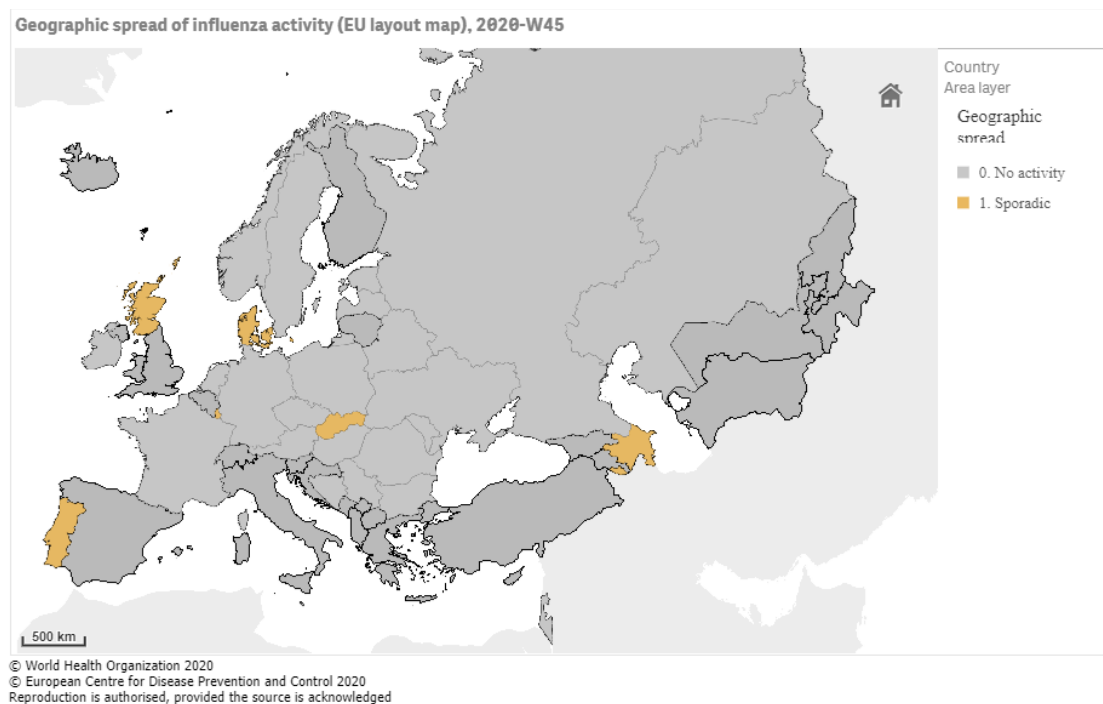 Geographic spread of influenza activity (EU layout map), 2020-W45
Country
Area layer
Geographic
spread
0. No activity
1. Sporadic
500 km
© World Health Organization 2020
© European Centre for Disease Prevention and Control 2020
Reproduction is authorised, provided the source is acknowledged